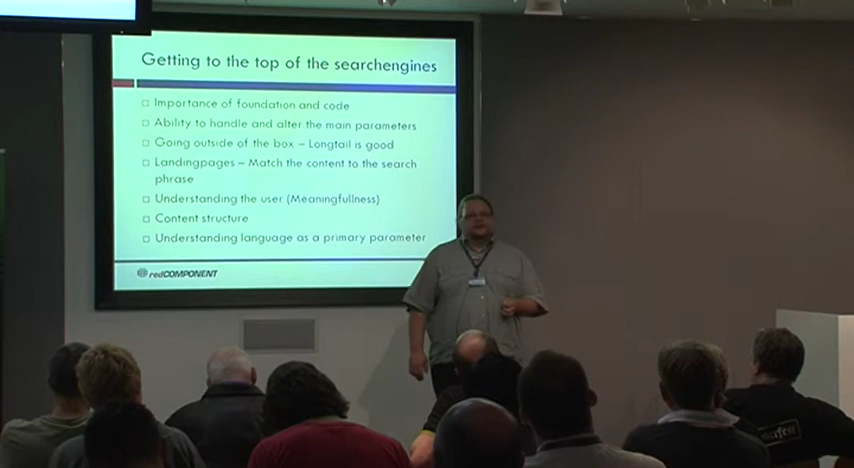 Getting to the top of the searchengines
Importance of foundation and code
Ability to handle and alter the main parameters
Going outside of the box – Longtail is good
Landingpages – Match the content to the search
phrase
Understanding the user (Meaningfullness)
Content structure
Understanding language as a primary parameter
redCOMPONENT